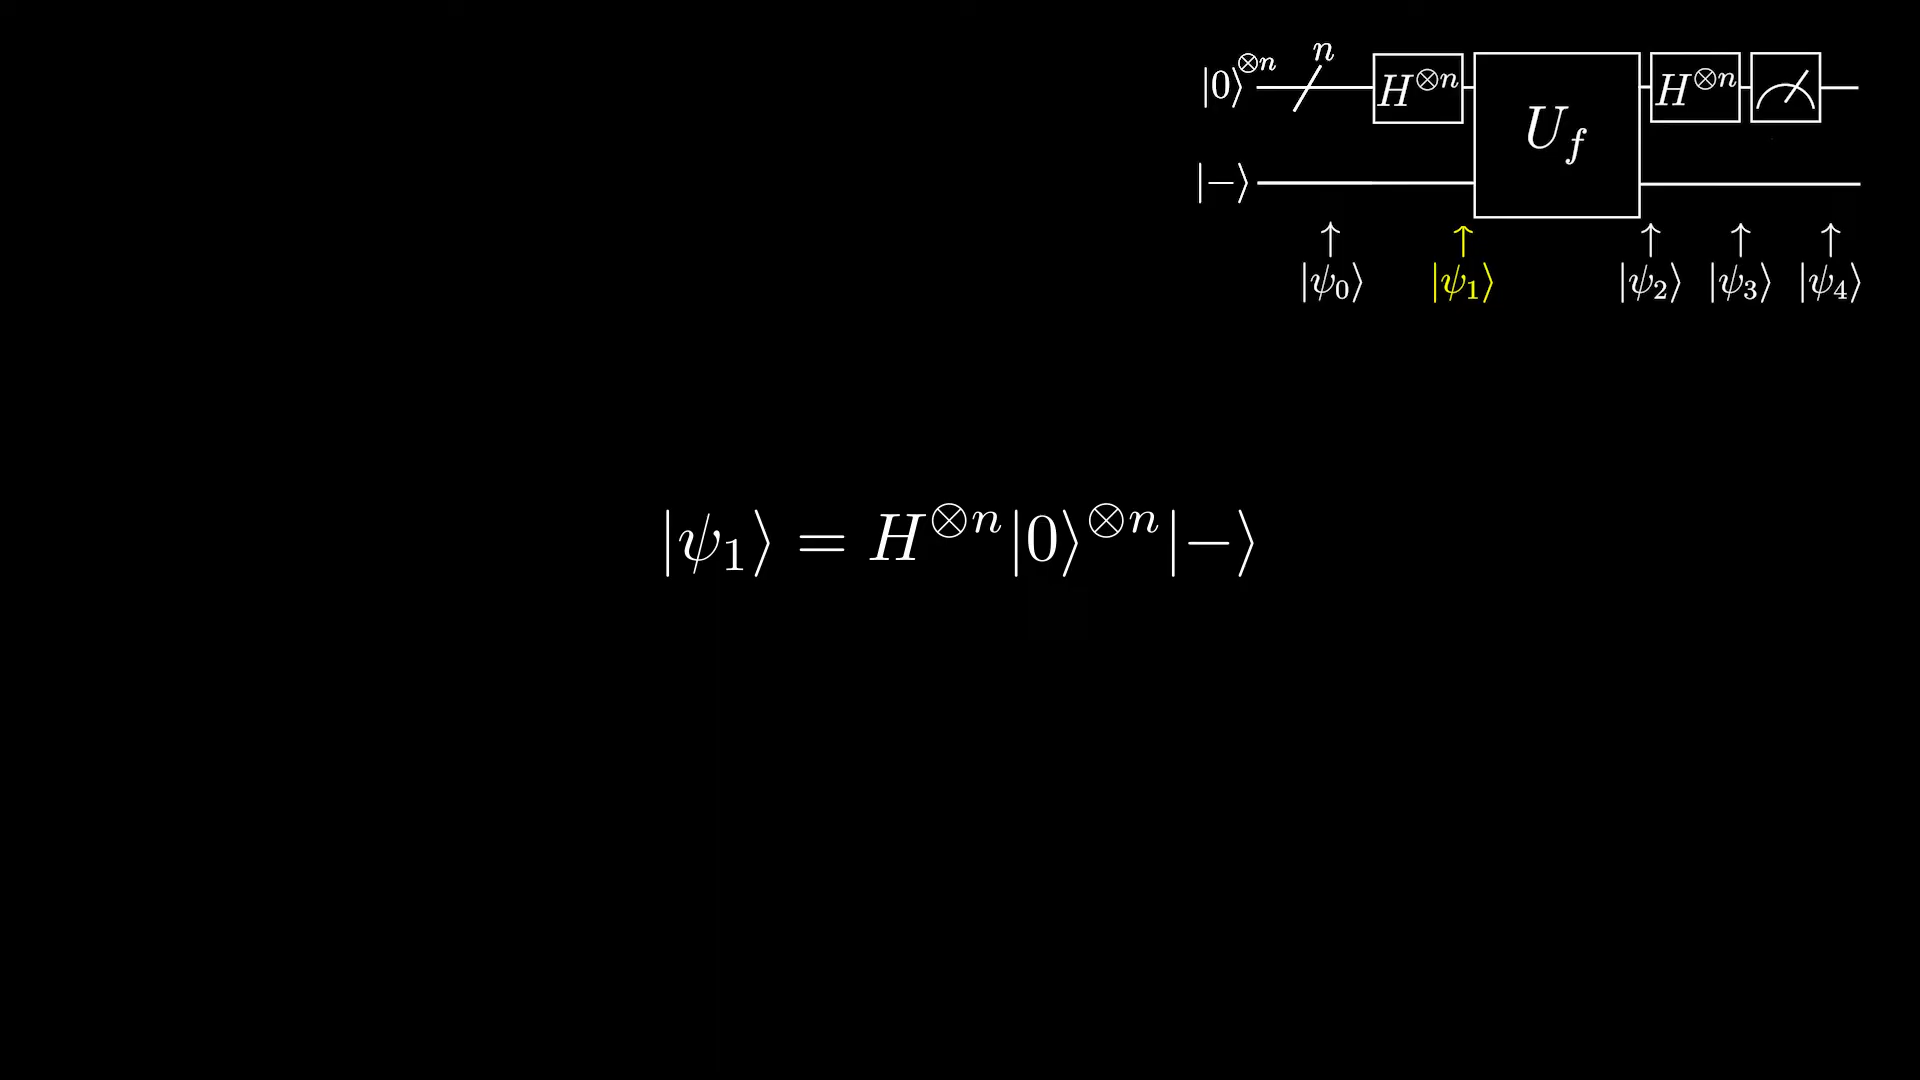 |0⟩^⊗n n H^⊗n U_f H^⊗n
|−⟩
↑ ↑ ↑ ↑ ↑
|ψ₀⟩ |ψ₁⟩ |ψ₂⟩ |ψ₃⟩ |ψ₄⟩
|ψ₁⟩ = H^⊗n|0⟩^⊗n|−⟩